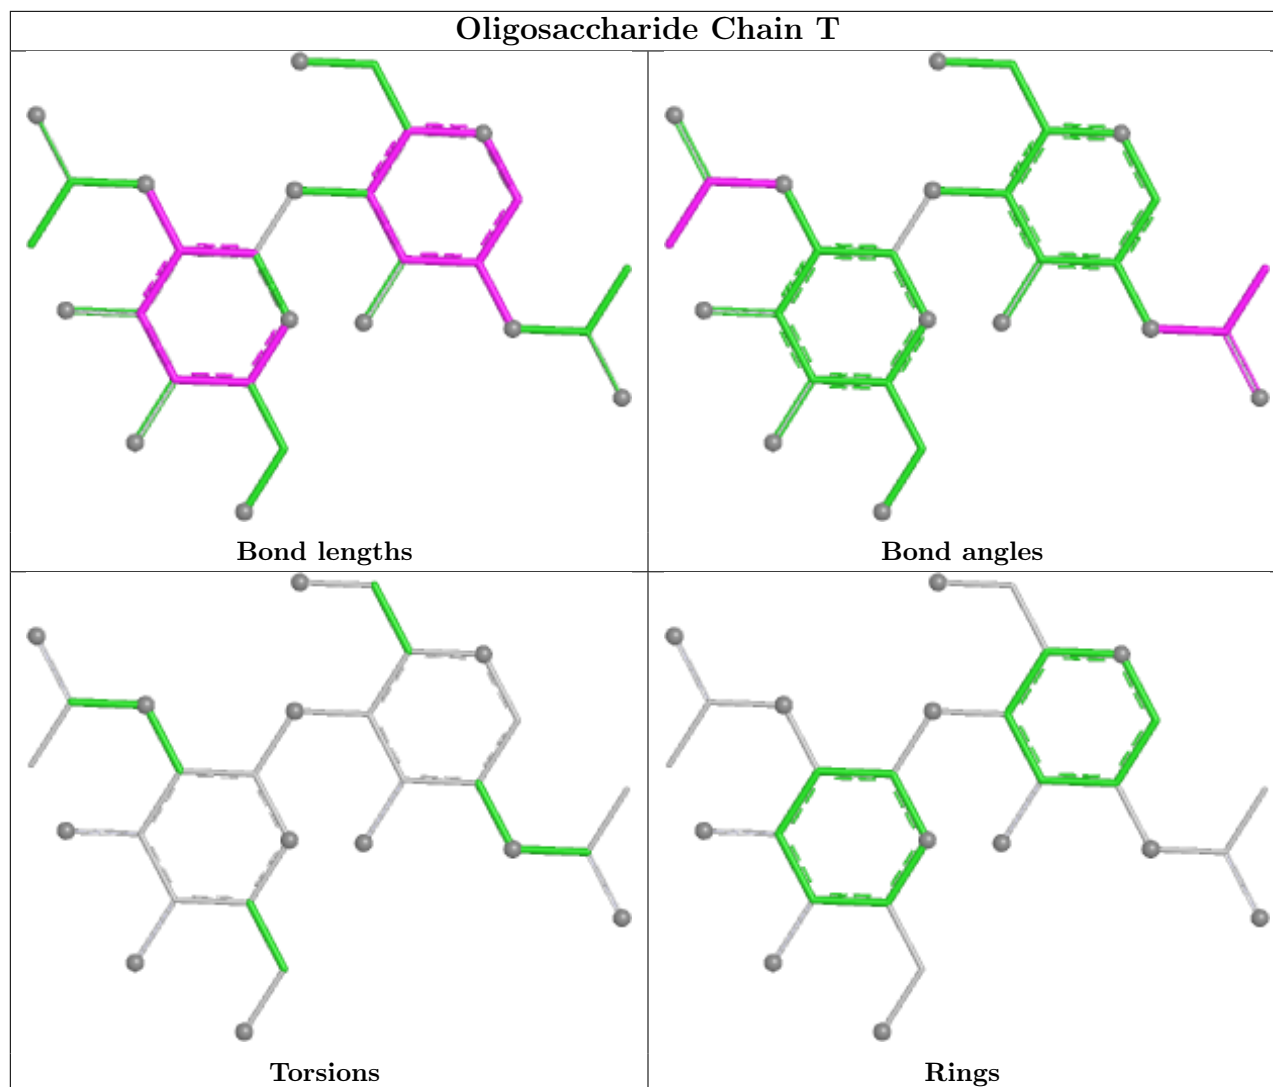 Oligosaccharide Chain T
Bond lengths
Bond angles
Torsions
Rings